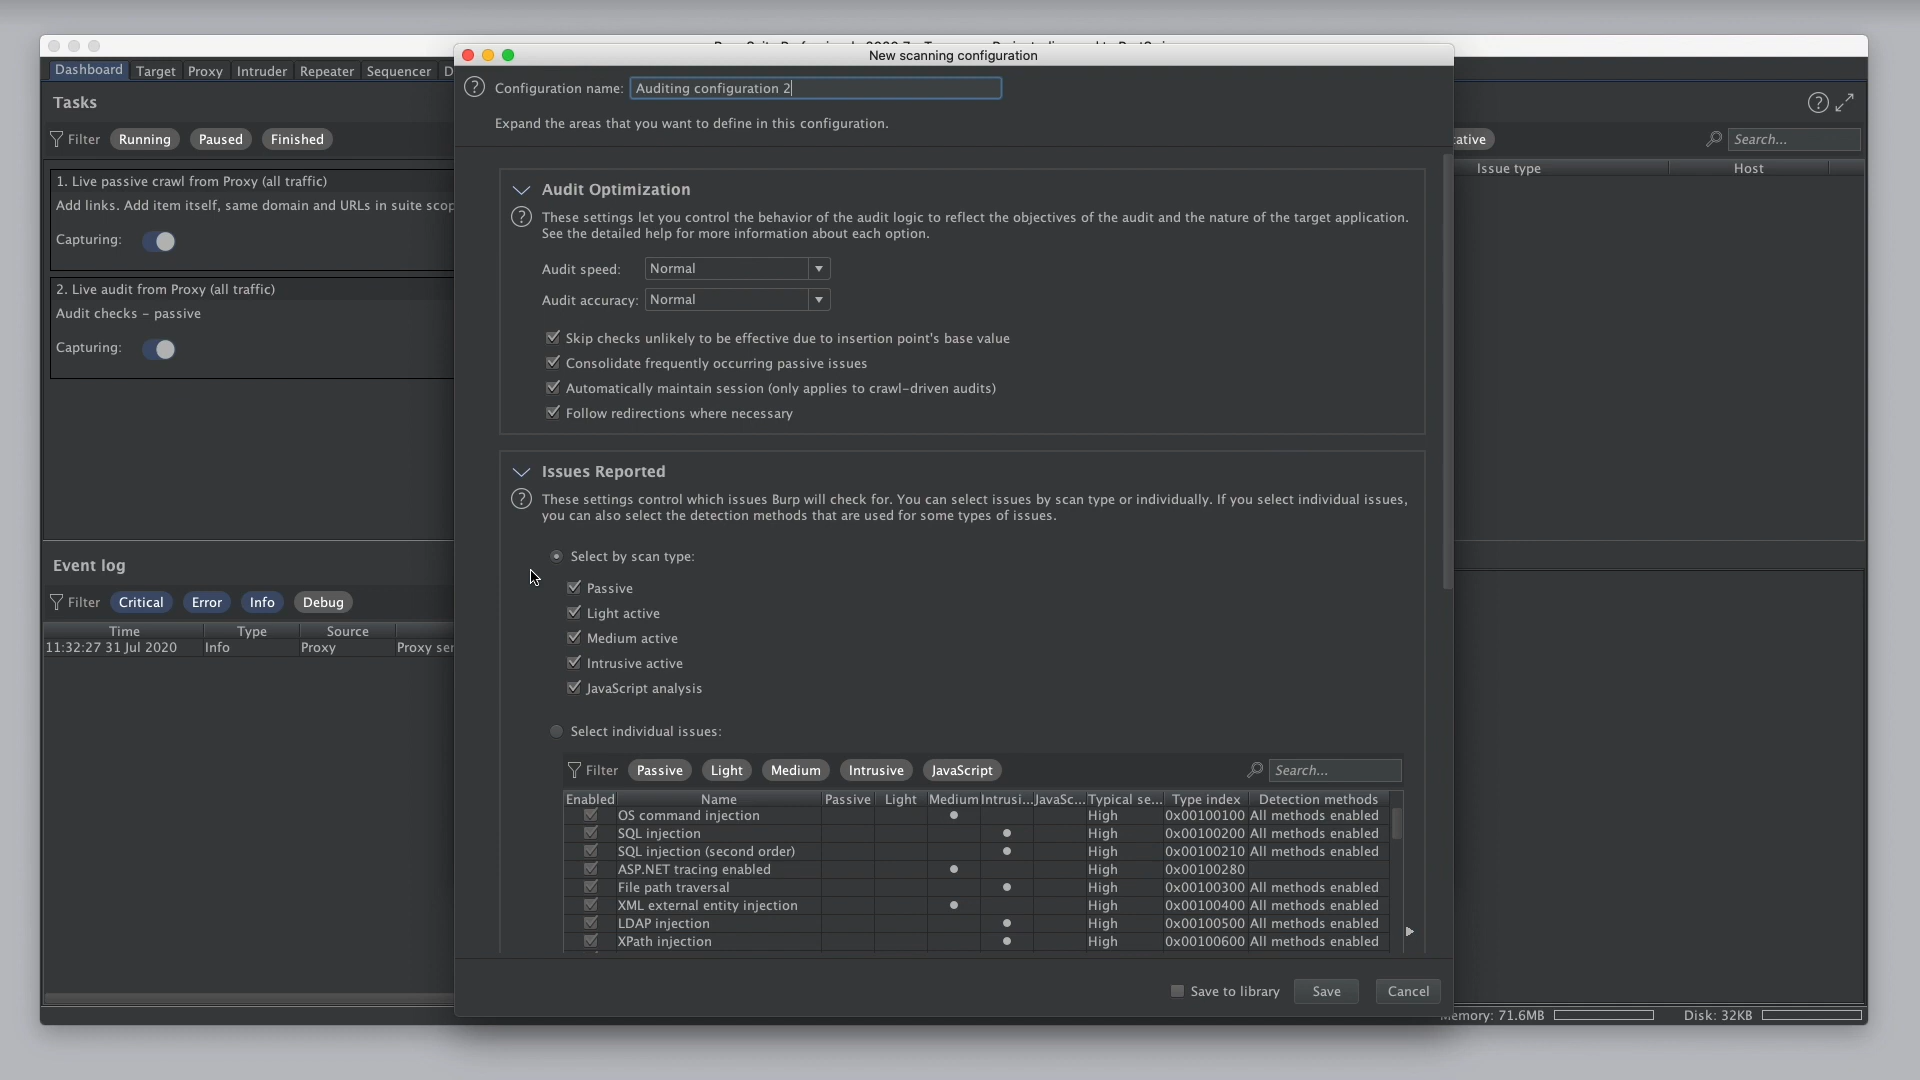 New scanning configuration
Dashboard Target Proxy Intruder Repeater Sequencer
Configuration name: Auditing configuration 2
Expand the areas that you want to define in this configuration.
Tasks
Filter Running Paused Finished
1. Live passive crawl from Proxy (all traffic)
Add links. Add item itself, same domain and URLs in suite scop
Capturing:
2. Live audit from Proxy (all traffic)
Audit checks – passive
Capturing:
Event log
Filter Critical Error Info Debug
Time Type Source
11:32:27 31 Jul 2020 Info Proxy Proxy ser
Audit Optimization
These settings let you control the behavior of the audit logic to reflect the objectives of the audit and the nature of the target application.
See the detailed help for more information about each option.
Audit speed: Normal
Audit accuracy: Normal
Skip checks unlikely to be effective due to insertion point's base value
Consolidate frequently occurring passive issues
Automatically maintain session (only applies to crawl–driven audits)
Follow redirections where necessary
Issues Reported
These settings control which issues Burp will check for. You can select issues by scan type or individually. If you select individual issues,
you can also select the detection methods that are used for some types of issues.
Select by scan type:
Passive
Light active
Medium active
Intrusive active
JavaScript analysis
Select individual issues:
Filter Passive Light Medium Intrusive JavaScript Search...
Enabled Name Passive Light Medium Intrusi... JavaSc... Typical se... Type index Detection methods
OS command injection High 0x00100100 All methods enabled
SQL injection High 0x00100200 All methods enabled
SQL injection (second order) High 0x00100210 All methods enabled
ASP.NET tracing enabled High 0x00100280
File path traversal High 0x00100300 All methods enabled
XML external entity injection High 0x00100400 All methods enabled
LDAP injection High 0x00100500 All methods enabled
XPath injection High 0x00100600 All methods enabled
Save to library Save Cancel
ative Search...
Issue type Host
Memory: 71.6MB Disk: 32KB